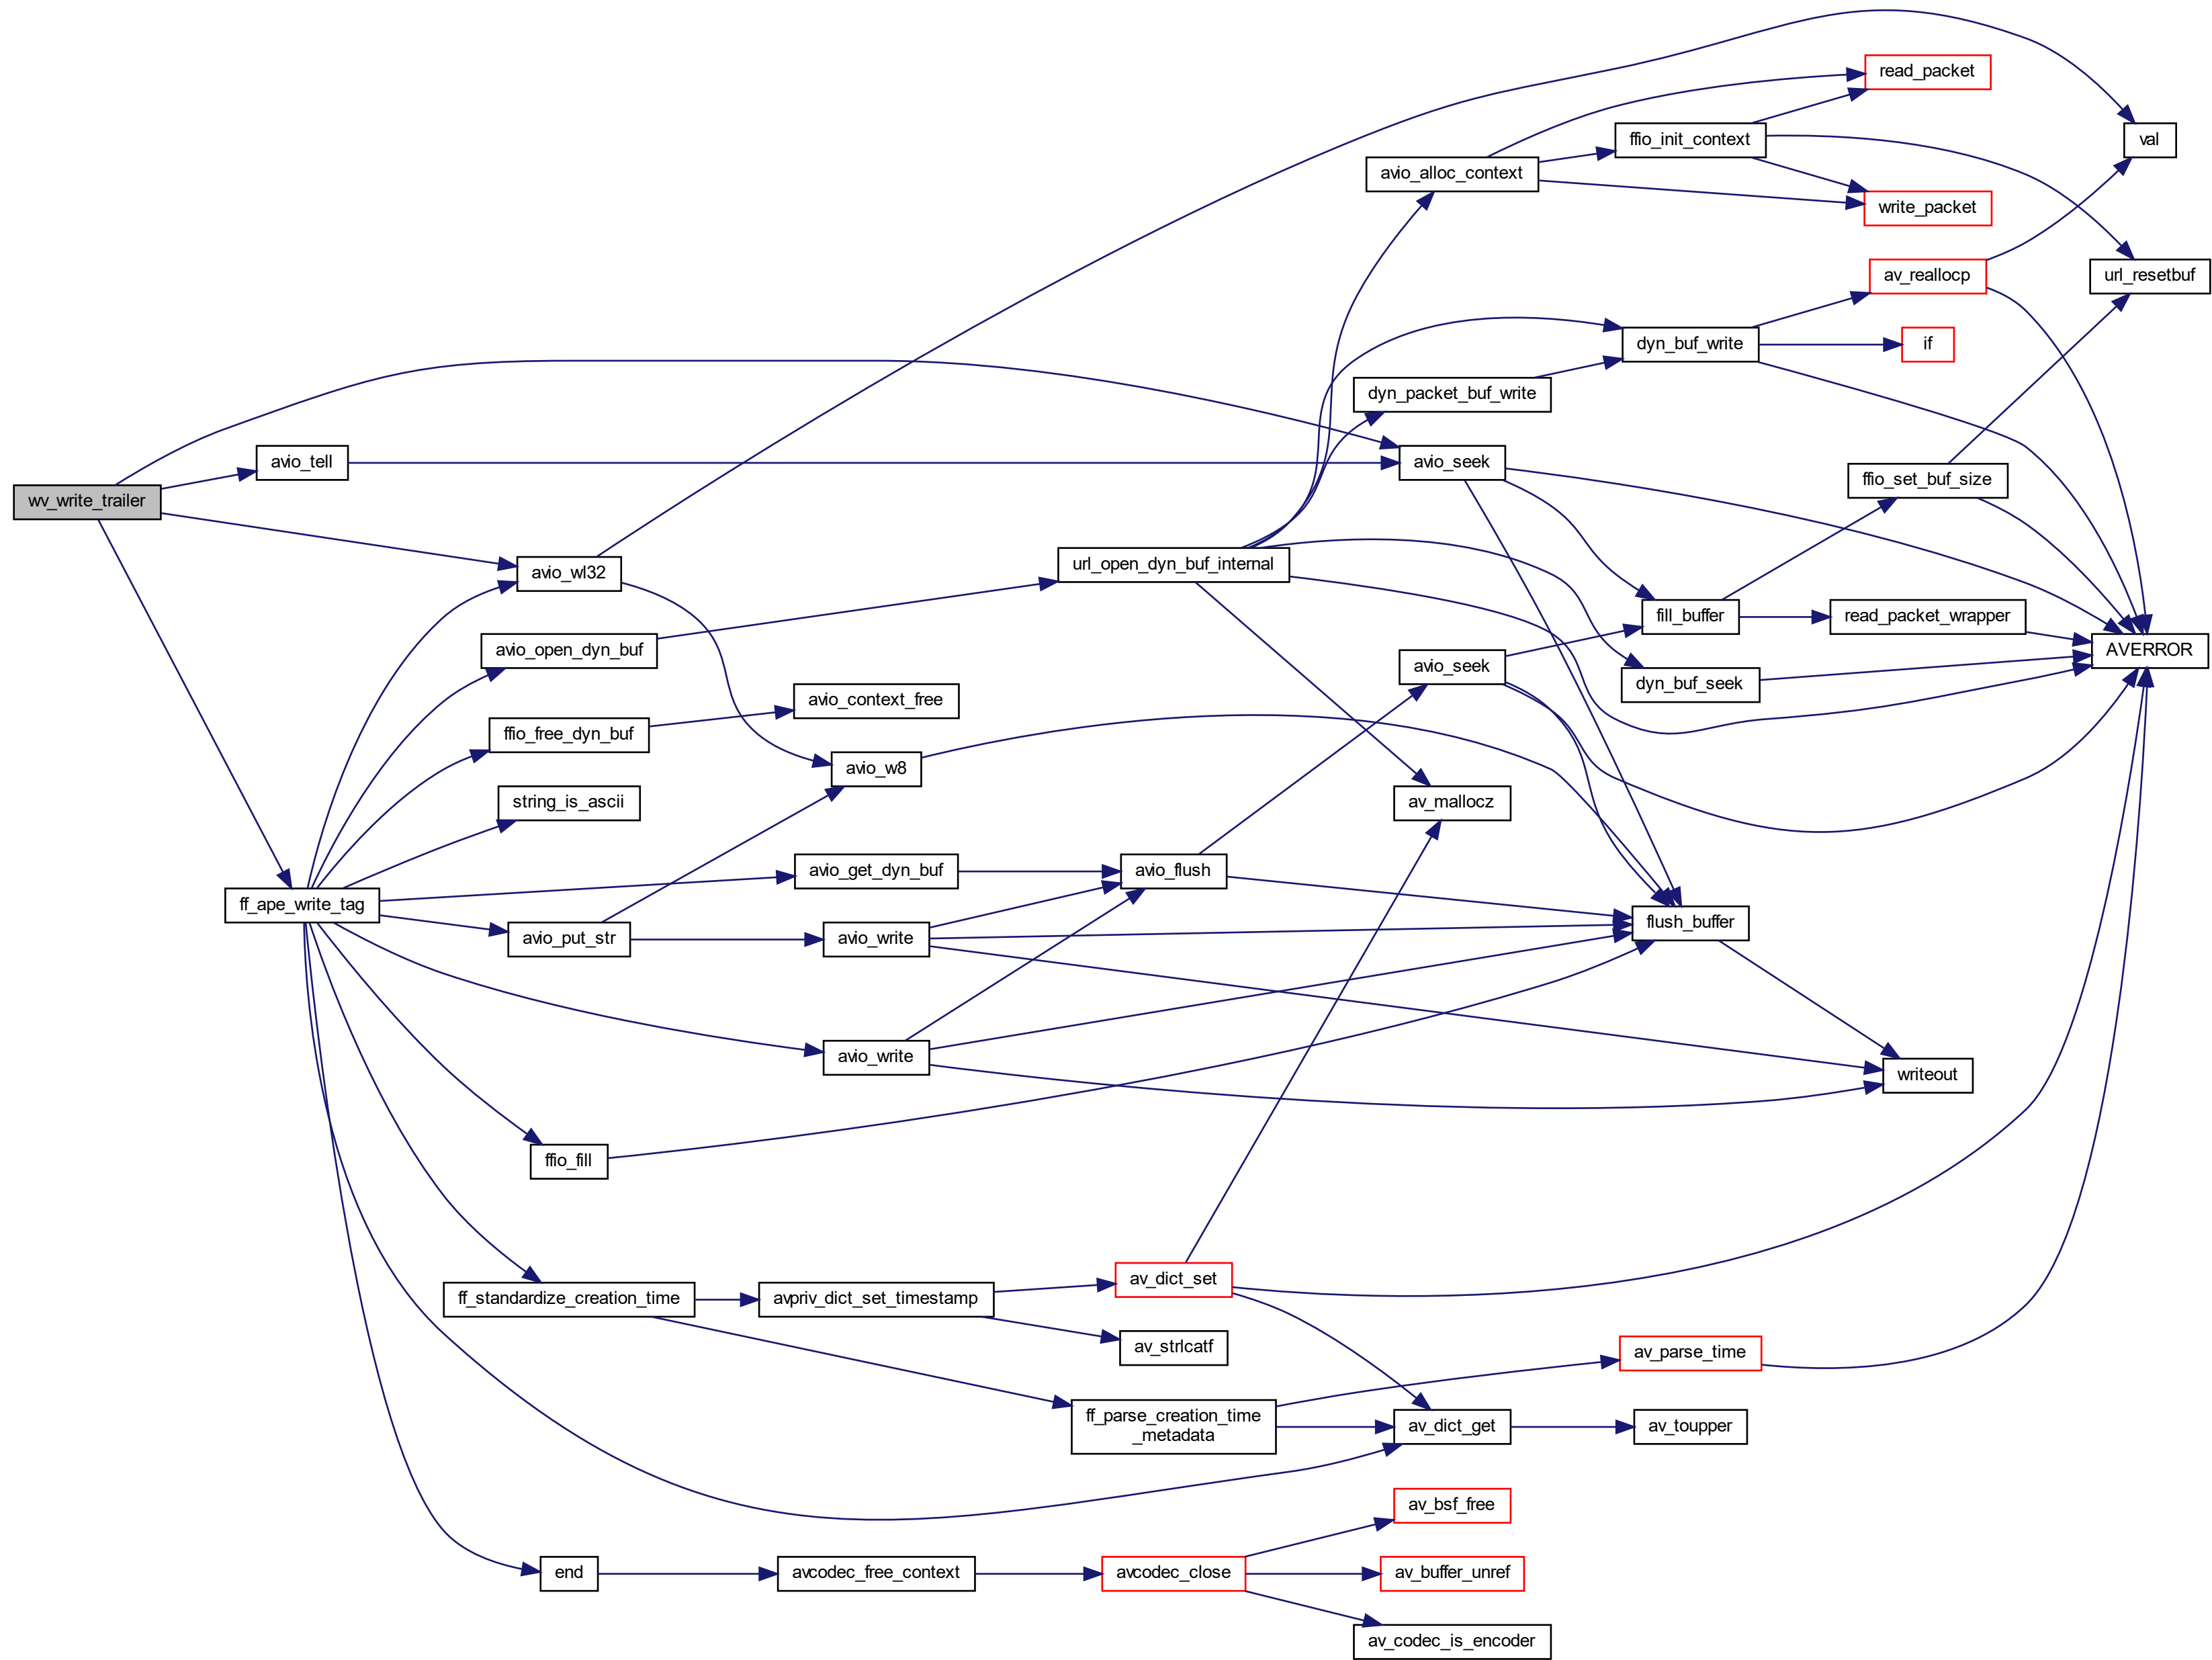 read_packet
val
ffio_init_context
avio_alloc_context
write_packet
av_reallocp
url_resetbuf
dyn_buf_write
if
dyn_packet_buf_write
avio_tell
avio_seek
ffio_set_buf_size
wv_write_trailer
avio_wl32
url_open_dyn_buf_internal
fill_buffer
read_packet_wrapper
avio_open_dyn_buf
AVERROR
avio_seek
dyn_buf_seek
avio_context_free
ffio_free_dyn_buf
avio_w8
string_is_ascii
av_mallocz
avio_get_dyn_buf
avio_flush
ff_ape_write_tag
flush_buffer
avio_put_str
avio_write
avio_write
writeout
ffio_fill
av_dict_set
ff_standardize_creation_time
avpriv_dict_set_timestamp
av_strlcatf
av_parse_time
ff_parse_creation_time
_metadata
av_dict_get
av_toupper
av_bsf_free
end
avcodec_free_context
avcodec_close
av_buffer_unref
av_codec_is_encoder